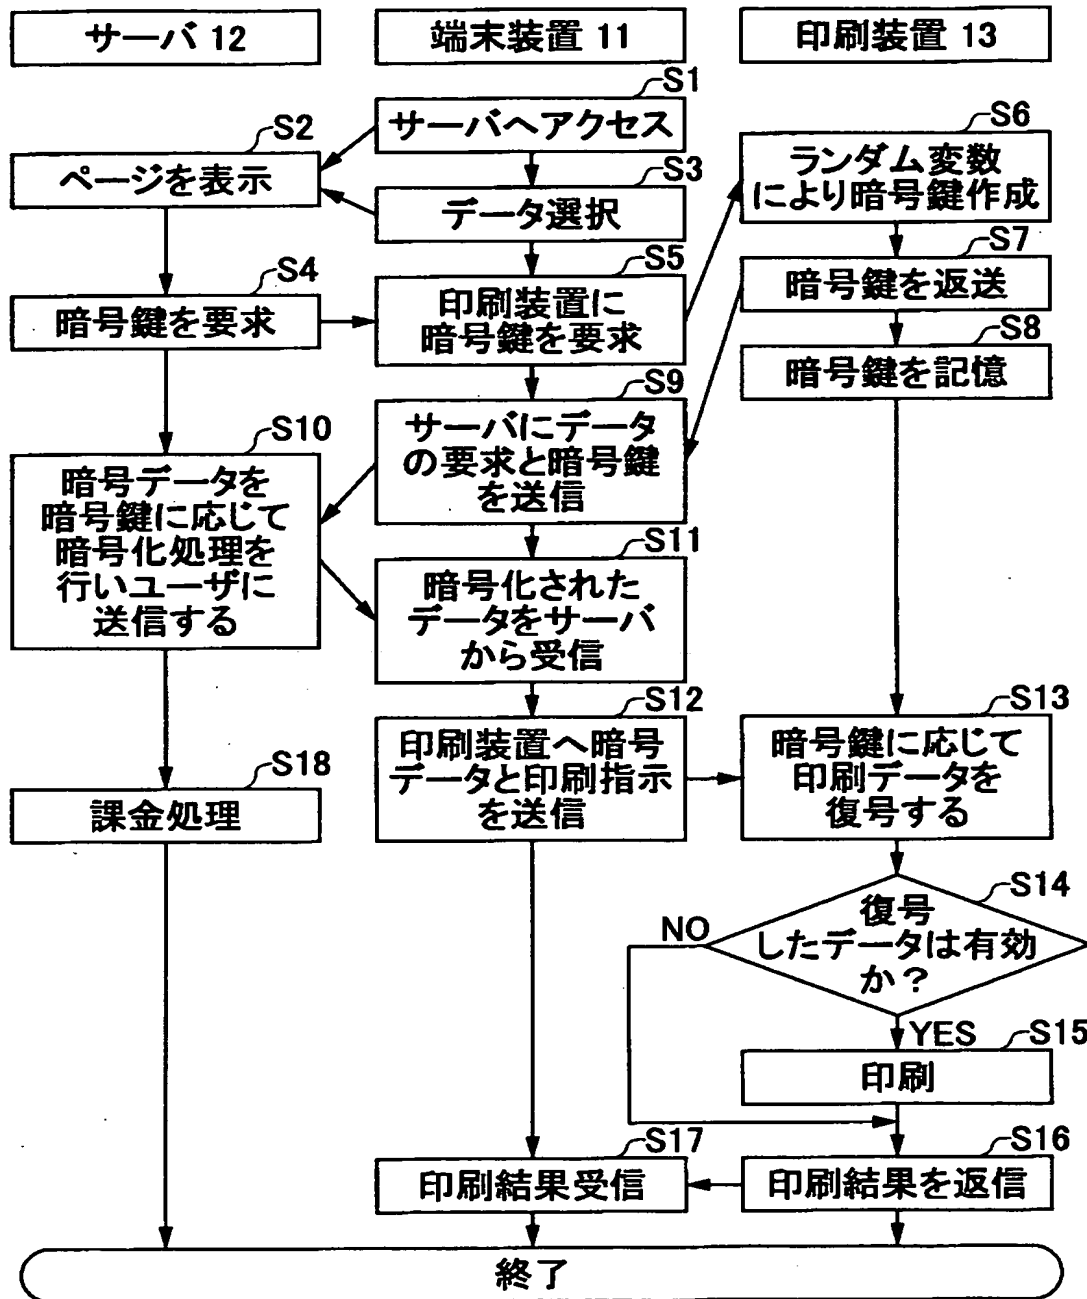 サーバ 12
端末装置 11
印刷装置 13
S1
サーバへアクセス
S2
ページを表示
S3
データ選択
S4
暗号鍵を要求
S5
印刷装置に
暗号鍵を要求
S6
ランダム変数
により暗号鍵作成
S7
暗号鍵を返送
S8
暗号鍵を記憶
S9
サーバにデータ
の要求と暗号鍵
を送信
S10
暗号データを
暗号鍵に応じて
暗号化処理を
行いユーザに
送信する
S11
暗号化された
データをサーバ
から受信
S12
印刷装置へ暗号
データと印刷指示
を送信
S13
暗号鍵に応じて
印刷データを
復号する
S18
課金処理
S14
復号
したデータは有効
か?
NO
YES
S15
印刷
S16
印刷結果を返信
S17
印刷結果受信
終了